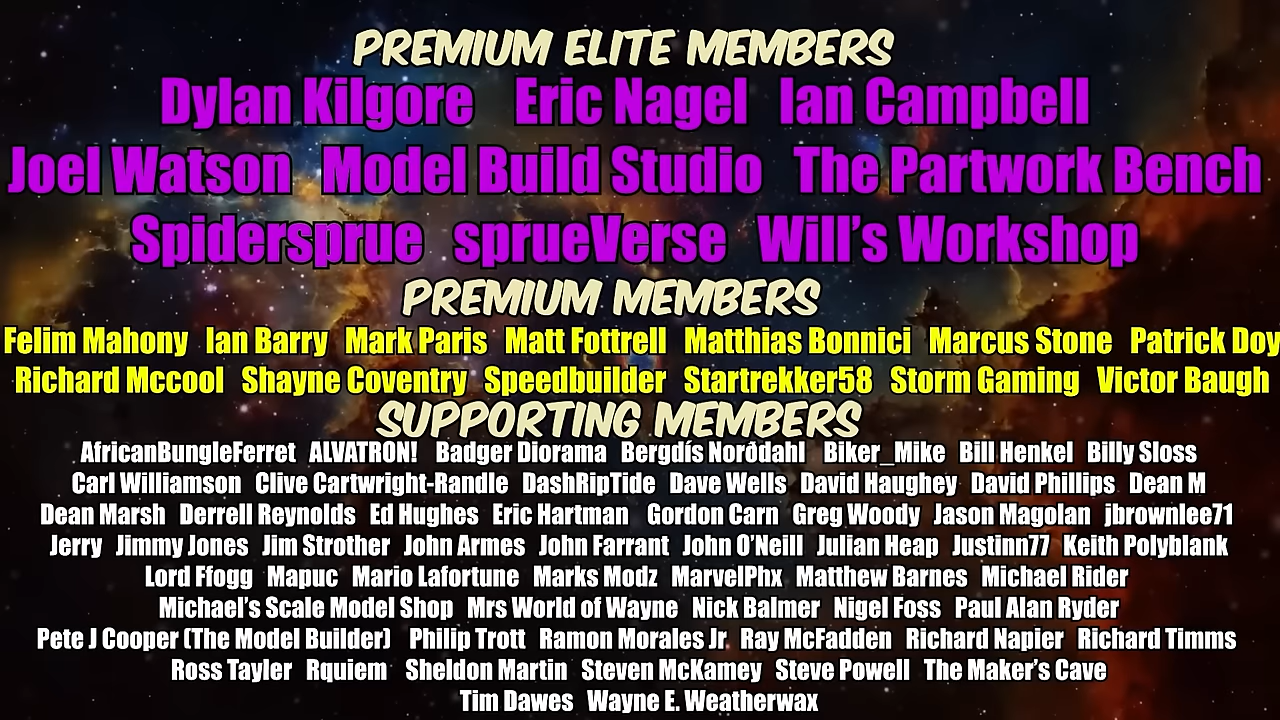 PREMIUM ELITE MEMBERS
Dylan Kilgore Eric Nagel Ian Campbell
Joel Watson Model Build Studio The Partwork Bench
Spidersprue sprueVerse Will's Workshop
PREMIUM MEMBERS
Felim Mahony Ian Barry Mark Paris Matt Fottrell Matthias Bonnici Marcus Stone Patrick Doy
Richard Mccool Shayne Coventry Speedbuilder Startrekker58 Storm Gaming Victor Baugh
SUPPORTING MEMBERS
AfricanBungleFerret ALVATRON! Badger Diorama Bergdís Norðdahl Biker_Mike Bill Henkel Billy Sloss
Carl Williamson Clive Cartwright-Randle DashRipTide Dave Wells David Haughey David Phillips Dean M
Dean Marsh Derrell Reynolds Ed Hughes Eric Hartman Gordon Carn Greg Woody Jason Magolan jbrownlee71
Jerry Jimmy Jones Jim Strother John Armes John Farrant John O'Neill Julian Heap Justinn77 Keith Polyblank
Lord Ffogg Mapuc Mario Lafortune Marks Modz MarvelPhx Matthew Barnes Michael Rider
Michael's Scale Model Shop Mrs World of Wayne Nick Balmer Nigel Foss Paul Alan Ryder
Pete J Cooper (The Model Builder) Philip Trott Ramon Morales Jr. Ray McFadden Richard Napier Richard Timms
Ross Tayler Rquiem Sheldon Martin Steven McKamey Steve Powell The Maker's Cave
Tim Dawes Wayne E. Weatherwax